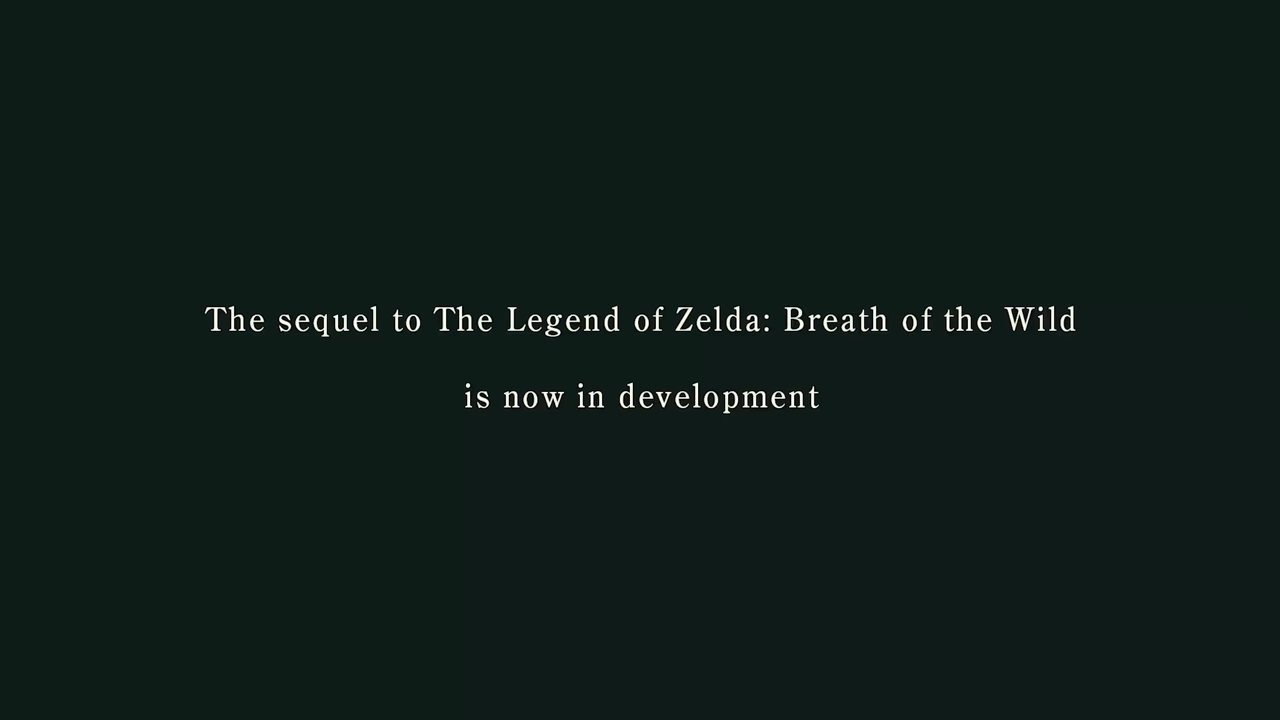 The sequel to The Legend of Zelda: Breath of the Wild
is now in development